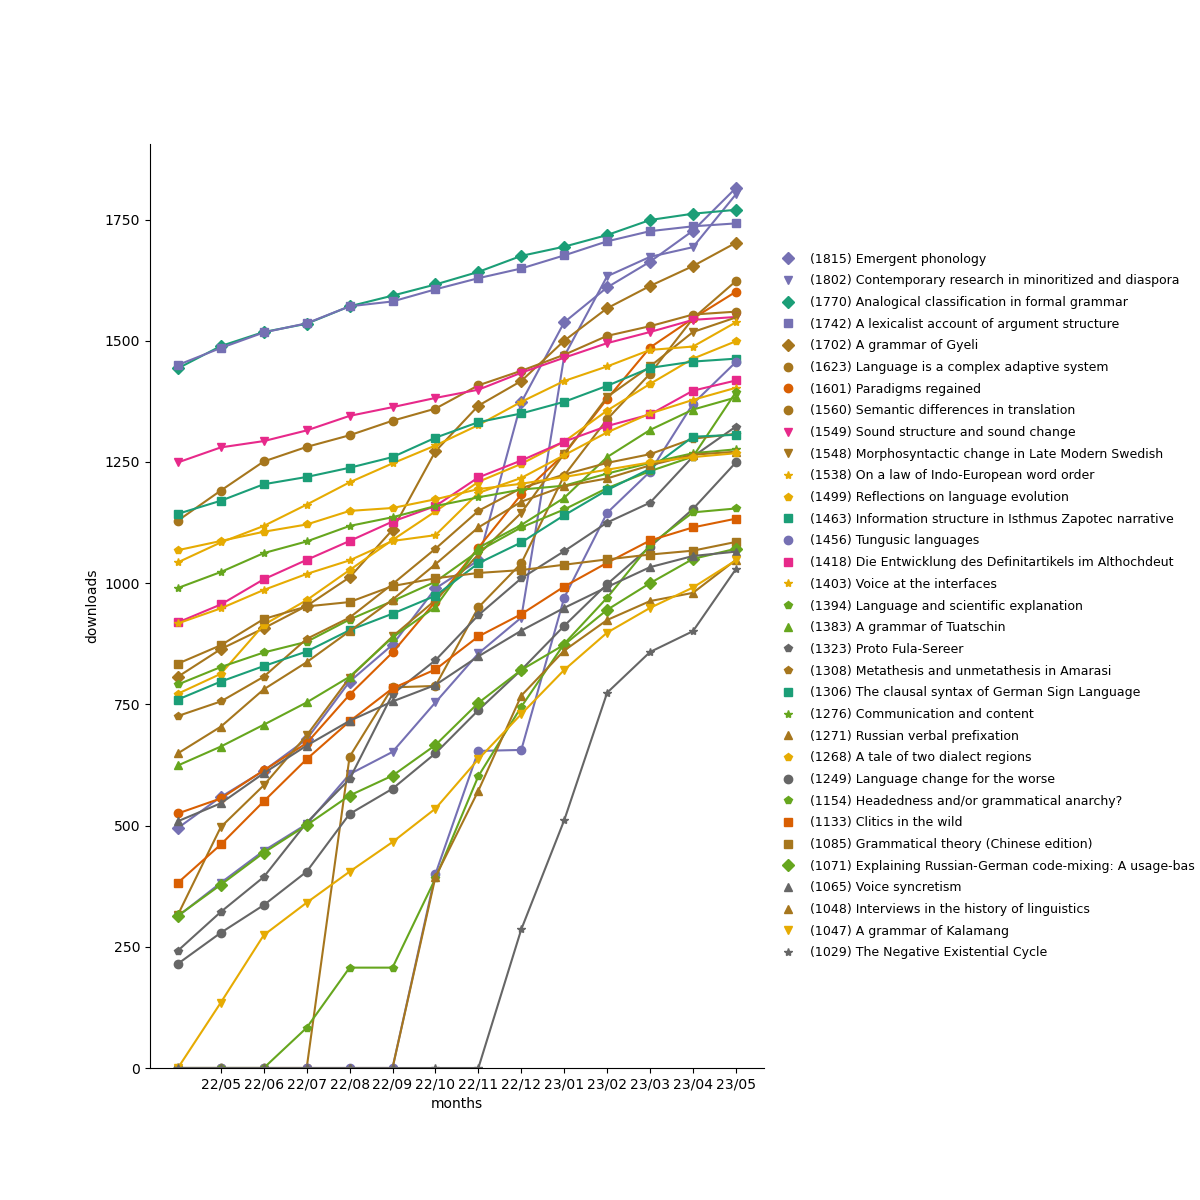 1750
1500
1250
1000
750
500
250
0
downloads
22/05 22/06 22/07 22/08 22/09 22/10 22/11 22/12 23/01 23/02 23/03 23/04 23/05
months
(1815) Emergent phonology
(1802) Contemporary research in minoritized and diaspora
(1770) Analogical classification in formal grammar
(1742) A lexicalist account of argument structure
(1702) A grammar of Gyeli
(1623) Language is a complex adaptive system
(1601) Paradigms regained
(1560) Semantic differences in translation
(1549) Sound structure and sound change
(1548) Morphosyntactic change in Late Modern Swedish
(1538) On a law of Indo-European word order
(1499) Reflections on language evolution
(1463) Information structure in Isthmus Zapotec narrative
(1456) Tungusic languages
(1418) Die Entwicklung des Definitartikels im Althochdeut
(1403) Voice at the interfaces
(1394) Language and scientific explanation
(1383) A grammar of Tuatschin
(1323) Proto Fula-Sereer
(1308) Metathesis and unmetathesis in Amarasi
(1306) The clausal syntax of German Sign Language
(1276) Communication and content
(1271) Russian verbal prefixation
(1268) A tale of two dialect regions
(1249) Language change for the worse
(1154) Headedness and/or grammatical anarchy?
(1133) Clitics in the wild
(1085) Grammatical theory (Chinese edition)
(1071) Explaining Russian-German code-mixing: A usage-bas
(1065) Voice syncretism
(1048) Interviews in the history of linguistics
(1047) A grammar of Kalamang
(1029) The Negative Existential Cycle